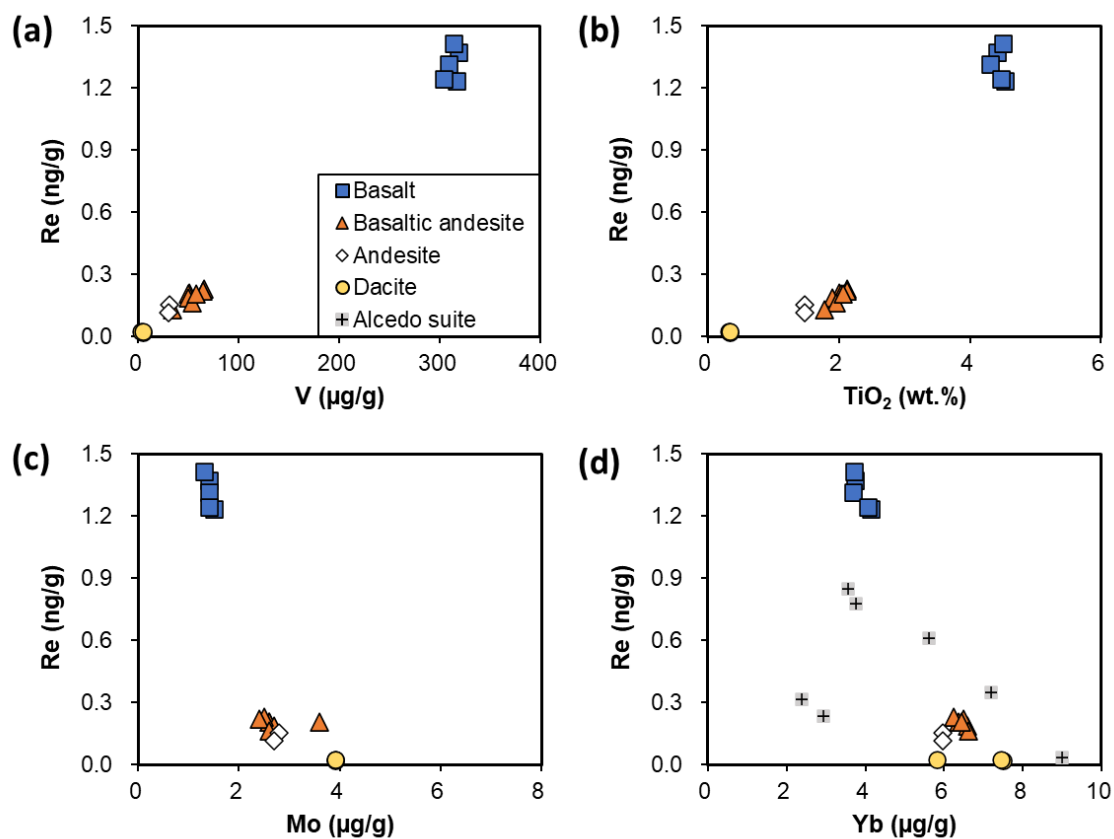 (a)
1.5
1.2
0.9
0.6
0.3
0.0
Re (ng/g)
Basalt
Basaltic andesite
Andesite
Dacite
Alcedo suite
0 100 200 300 400
V (µg/g)
(b)
1.5
1.2
0.9
0.6
0.3
0.0
Re (ng/g)
0 2 4 6
TiO₂ (wt.%)
(c)
1.5
1.2
0.9
0.6
0.3
0.0
Re (ng/g)
0 2 4 6 8
Mo (µg/g)
(d)
1.5
1.2
0.9
0.6
0.3
0.0
Re (ng/g)
0 2 4 6 8 10
Yb (µg/g)